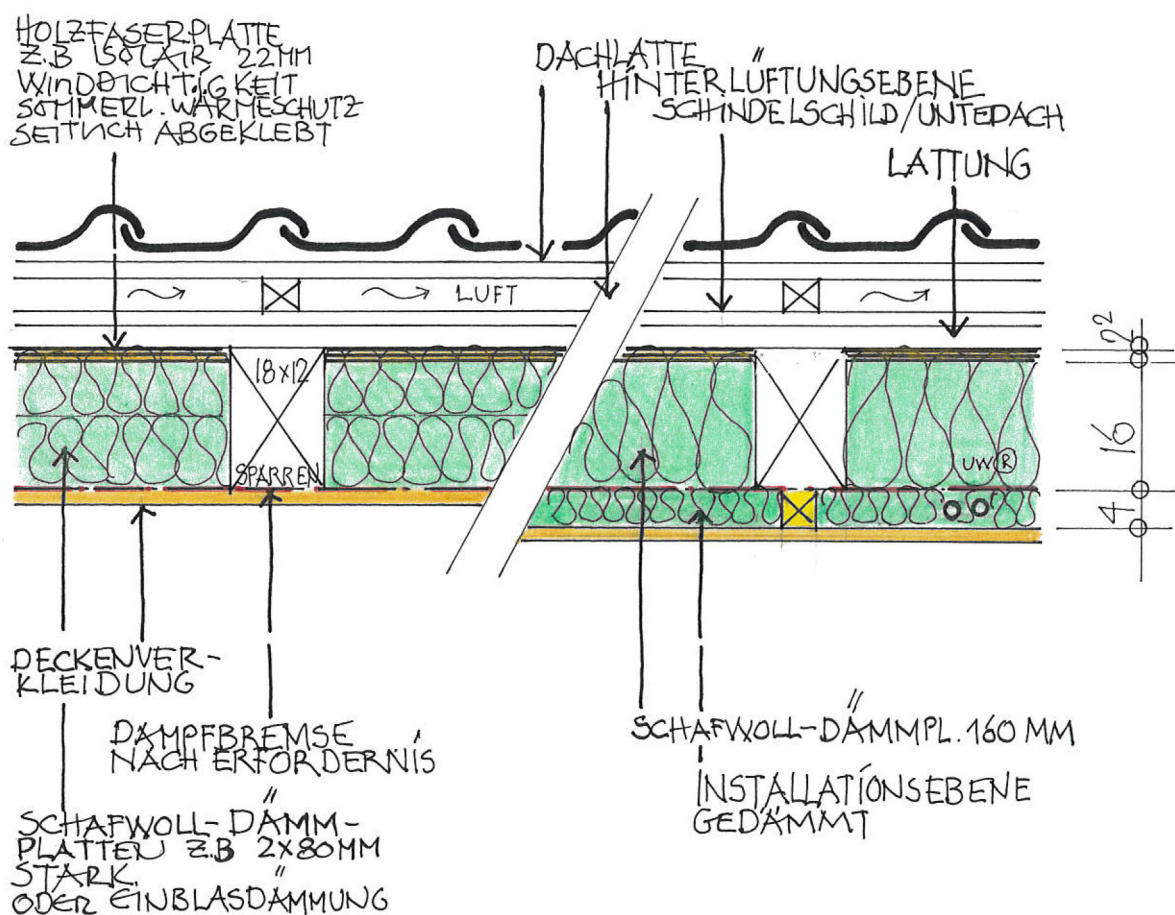 HOLZFASERPLATTE
Z.B ISOLAIR 22MM
WINDDICHTIGKEIT
SOMMERL. WÄRMESCHUTZ
SEITLICH ABGEKLEBT
DACHLATTE
HINTERLÜFTUNGSEBENE
SCHINDELSCHILD/UNTEDACH
LATTUNG
LUFT
18x12
SPARREN
UW®
2²
16
4
DECKENVER-
KLEIDUNG
DAMPFBREMSE
NACH ERFORDERNIS
SCHAFWOLL-DÄMM-
PLATTEN Z.B 2X80MM
STARK.
ODER EINBLASDÄMMUNG
SCHAFWOLL-DÄMMPL. 160 MM
INSTALLATIONSEBENE
GEDÄMMT